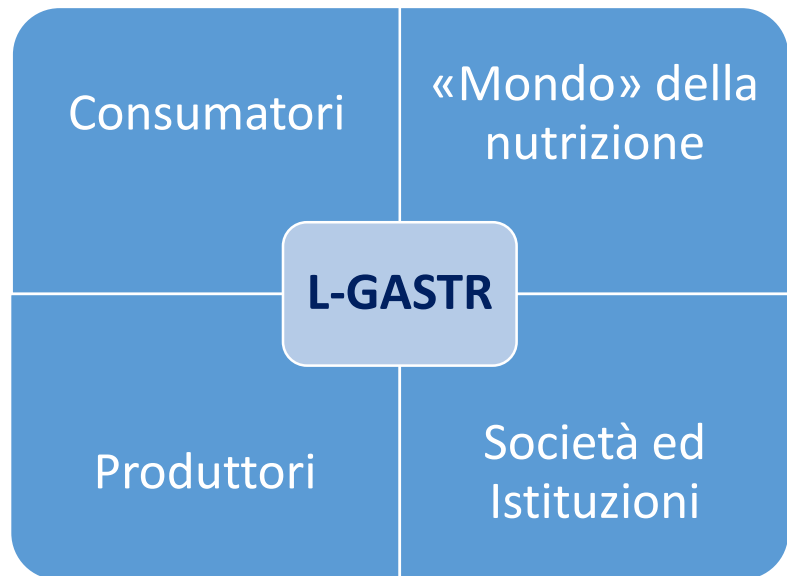 Consumatori
«Mondo» della
nutrizione
L-GASTR
Produttori
Società ed
Istituzioni